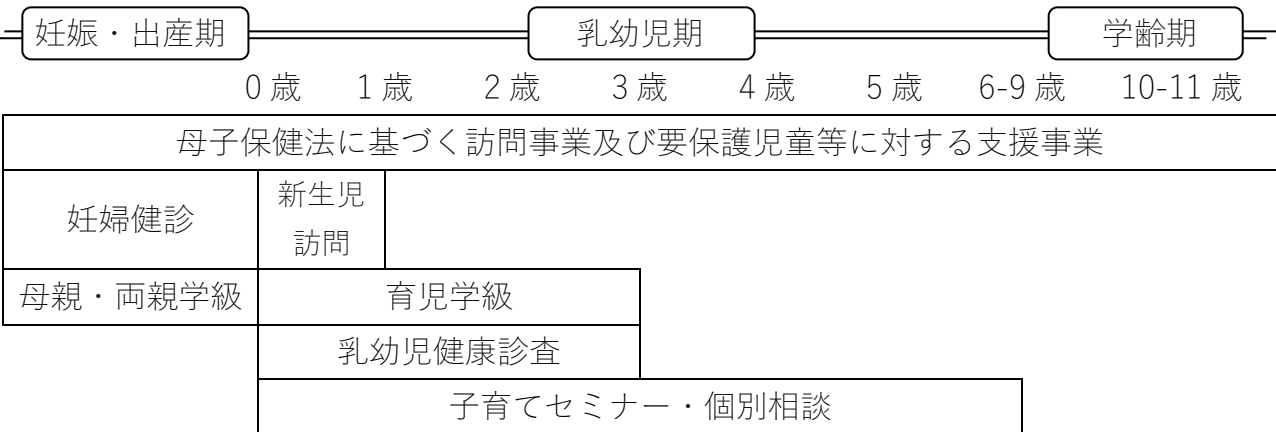 妊娠・出産期 乳幼児期 学齢期
0歳 1歳 2歳 3歳 4歳 5歳 6-9歳 10-11歳
母子保健法に基づく訪問事業及び要保護児童等に対する支援事業
妊婦健診
新生児
訪問
母親・両親学級 育児学級
乳幼児健康診査
子育てセミナー・個別相談